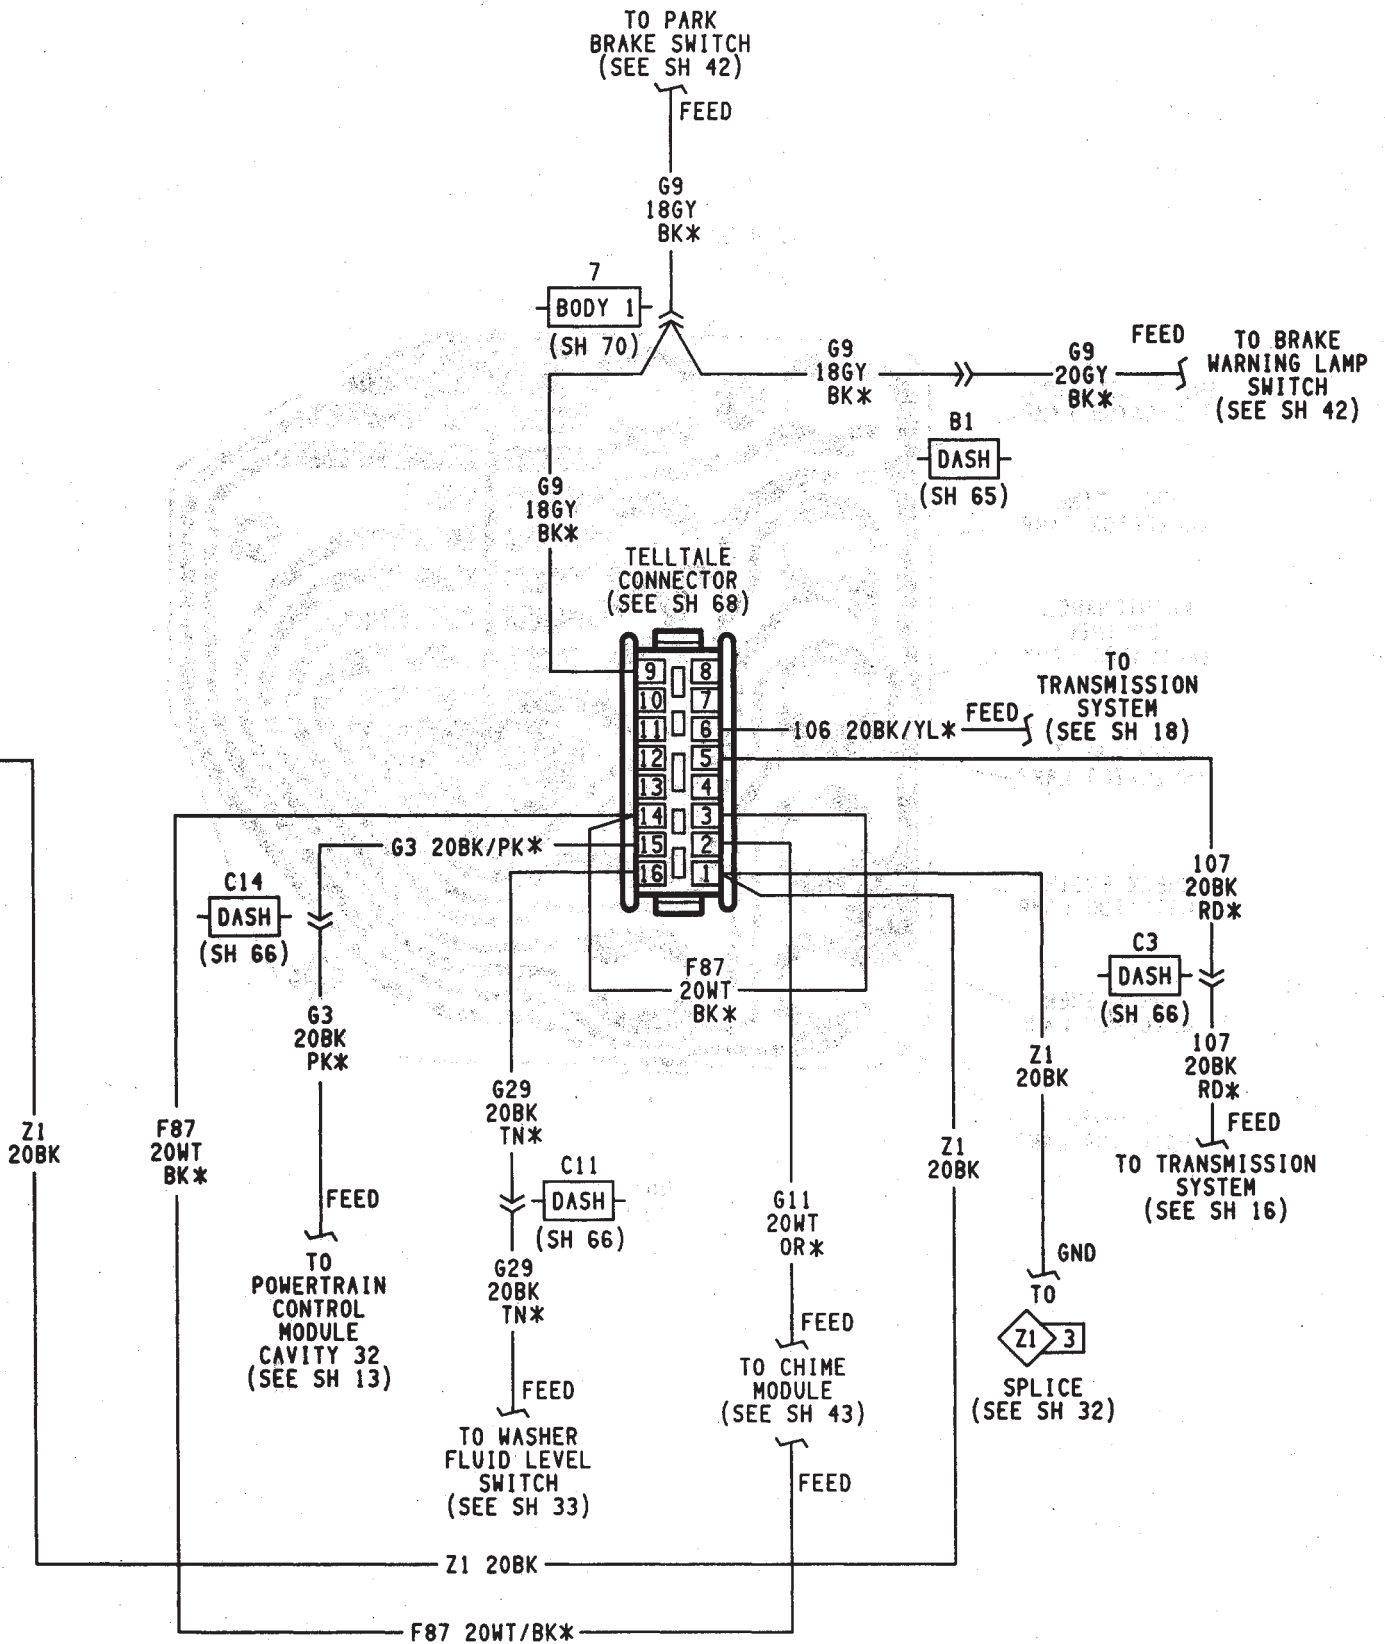 TO PARK
BRAKE SWITCH
(SEE SH 42)
FEED
G9
18GY
BK*
7
BODY 1
(SH 70)
G9
18GY
BK*
G9
20GY
BK*
FEED
TO BRAKE
WARNING LAMP
SWITCH
(SEE SH 42)
B1
DASH
(SH 65)
G9
18GY
BK*
TELLTALE
CONNECTOR
(SEE SH 68)
9 8
10 7
11 6
12 5
13 4
14 3
15 2
16 1
106 20BK/YL*
FEED
TO
TRANSMISSION
SYSTEM
(SEE SH 18)
G3 20BK/PK*
C14
DASH
(SH 66)
G3
20BK
PK*
FEED
TO
POWERTRAIN
CONTROL
MODULE
CAVITY 32
(SEE SH 13)
F87
20WT
BK*
107
20BK
RD*
C3
DASH
(SH 66)
107
20BK
RD*
FEED
TO TRANSMISSION
SYSTEM
(SEE SH 16)
Z1
20BK
F87
20WT
BK*
G29
20BK
TN*
C11
DASH
(SH 66)
G29
20BK
TN*
FEED
TO WASHER
FLUID LEVEL
SWITCH
(SEE SH 33)
G11
20WT
OR*
FEED
TO CHIME
MODULE
(SEE SH 43)
FEED
Z1
20BK
Z1
20BK
GND
TO
Z1 3
SPLICE
(SEE SH 32)
Z1 20BK
F87 20WT/BK*